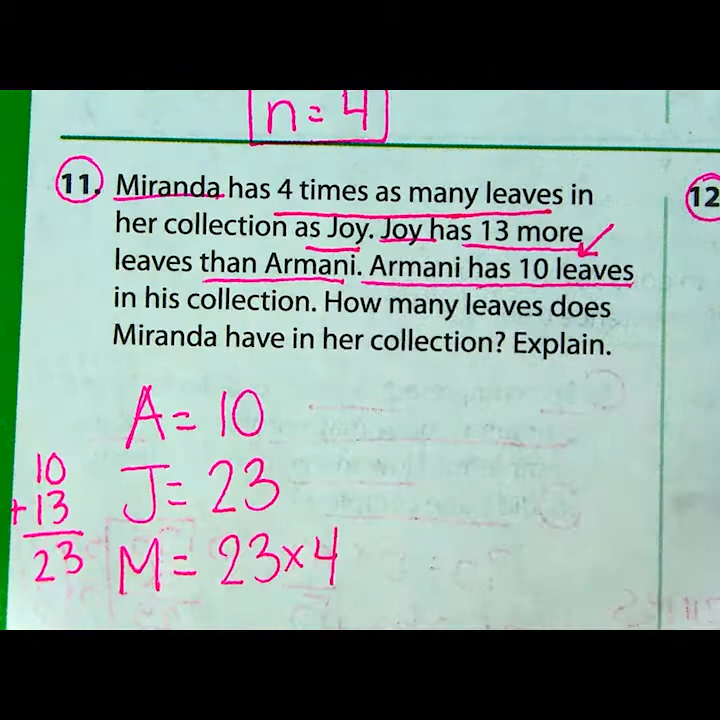 n = 4
11. Miranda has 4 times as many leaves in
her collection as Joy. Joy has 13 more
leaves than Armani. Armani has 10 leaves
in his collection. How many leaves does
Miranda have in her collection? Explain.
12
A = 10
J = 23
M = 23×4
10
+13
23